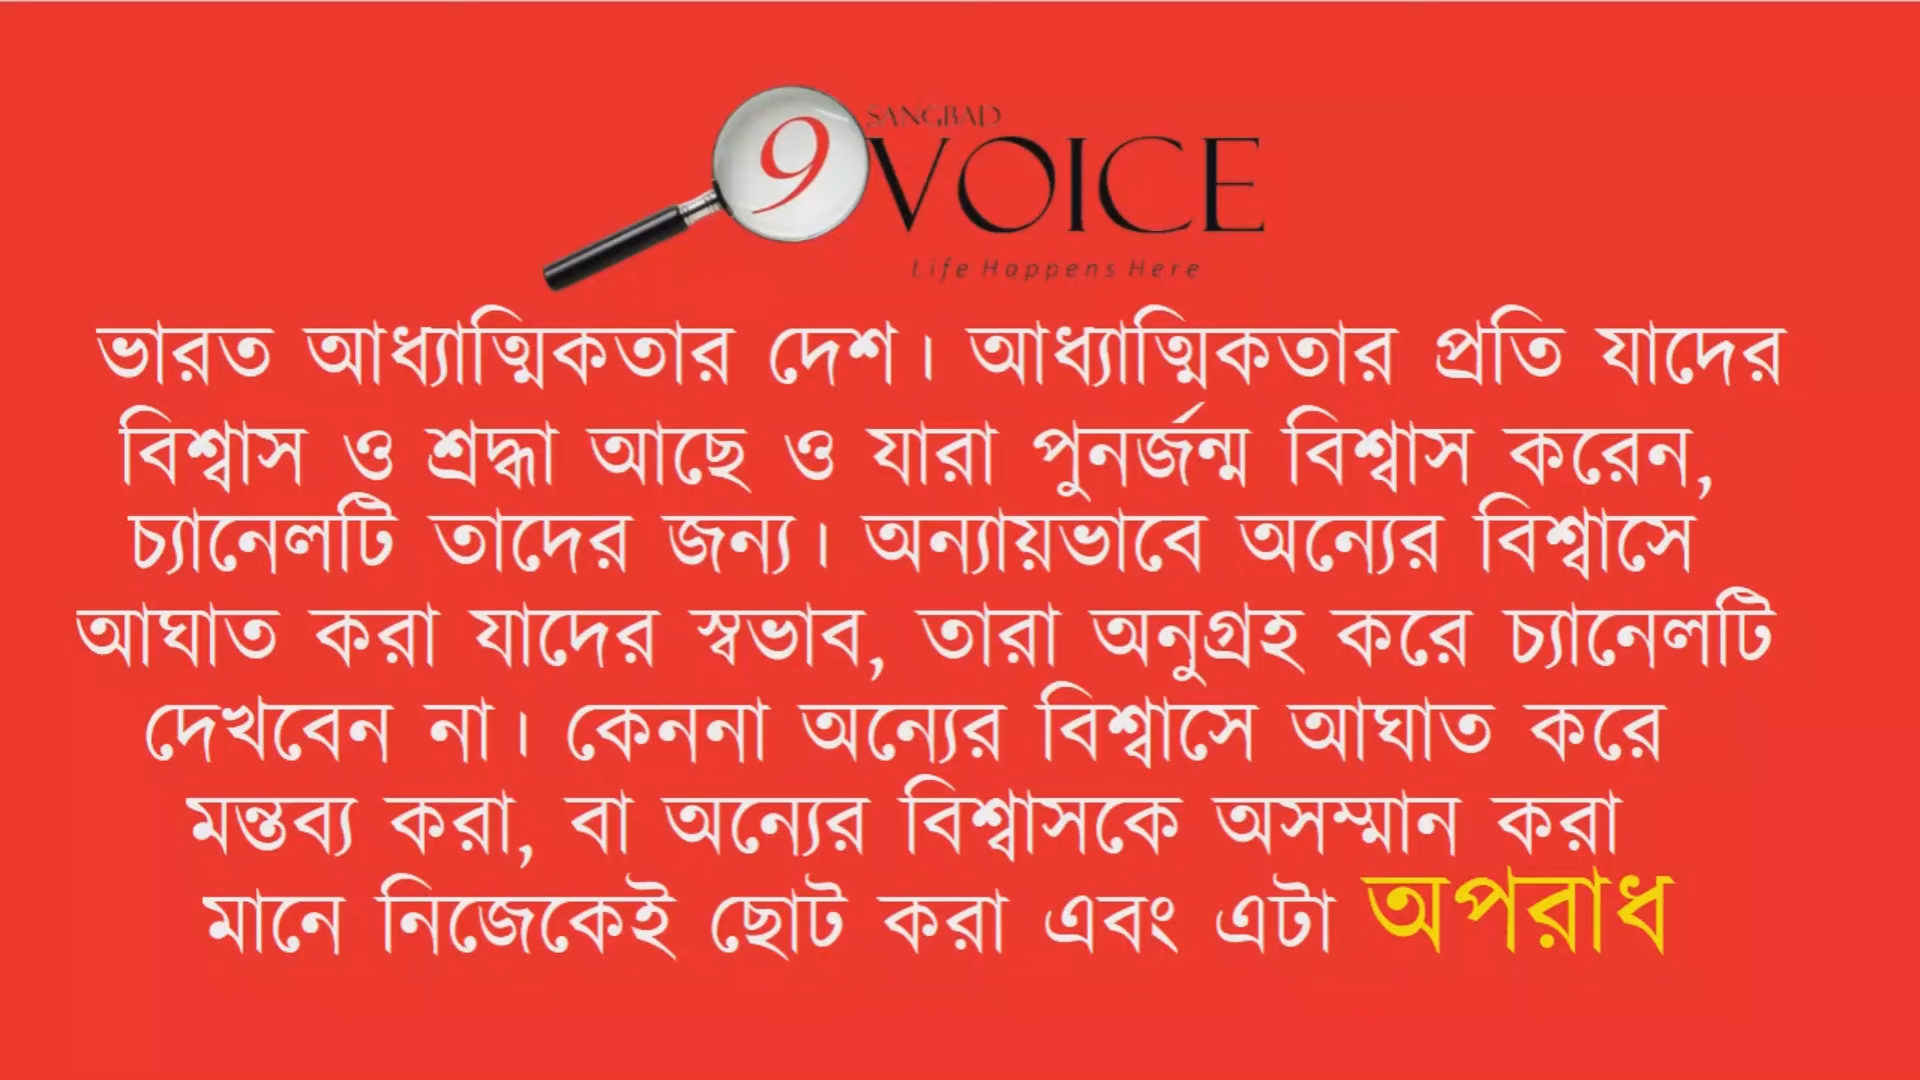 SANGBAD
9 VOICE
Life Happens Here
ভারত আধ্যাত্মিকতার দেশ। আধ্যাত্মিকতার প্রতি যাদের
বিশ্বাস ও শ্রদ্ধা আছে ও যারা পুনর্জন্ম বিশ্বাস করেন,
চ্যানেলটি তাদের জন্য। অন্যায়ভাবে অন্যের বিশ্বাসে
আঘাত করা যাদের স্বভাব, তারা অনুগ্রহ করে চ্যানেলটি
দেখবেন না। কেননা অন্যের বিশ্বাসে আঘাত করে
মন্তব্য করা, বা অন্যের বিশ্বাসকে অসম্মান করা
মানে নিজেকেই ছোট করা এবং এটা অপরাধ